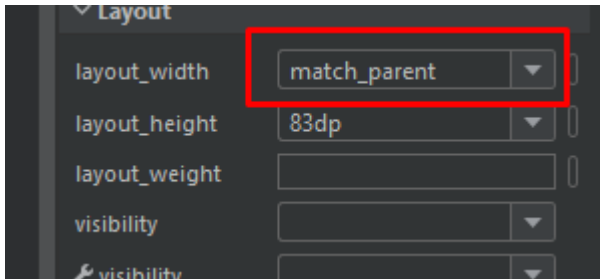 Layout
layout_width match_parent
layout_height 83dp
layout_weight
visibility
visibility